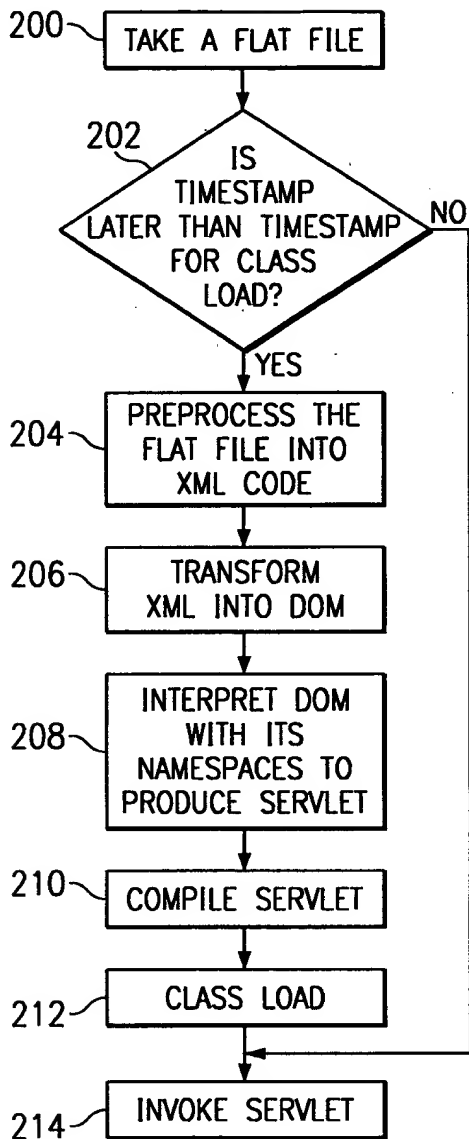 200
TAKE A FLAT FILE
202
IS
TIMESTAMP
LATER THAN TIMESTAMP
FOR CLASS
LOAD?
NO
YES
204
PREPROCESS THE
FLAT FILE INTO
XML CODE
206
TRANSFORM
XML INTO DOM
208
INTERPRET DOM
WITH ITS
NAMESPACES TO
PRODUCE SERVLET
210
COMPILE SERVLET
212
CLASS LOAD
214
INVOKE SERVLET